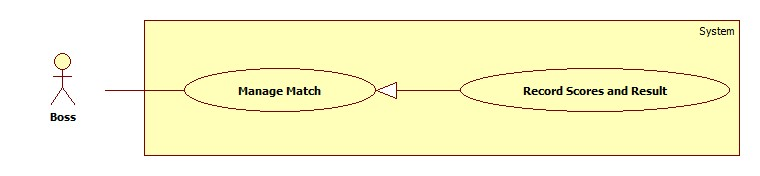 System
Manage Match
Record Scores and Result
Boss